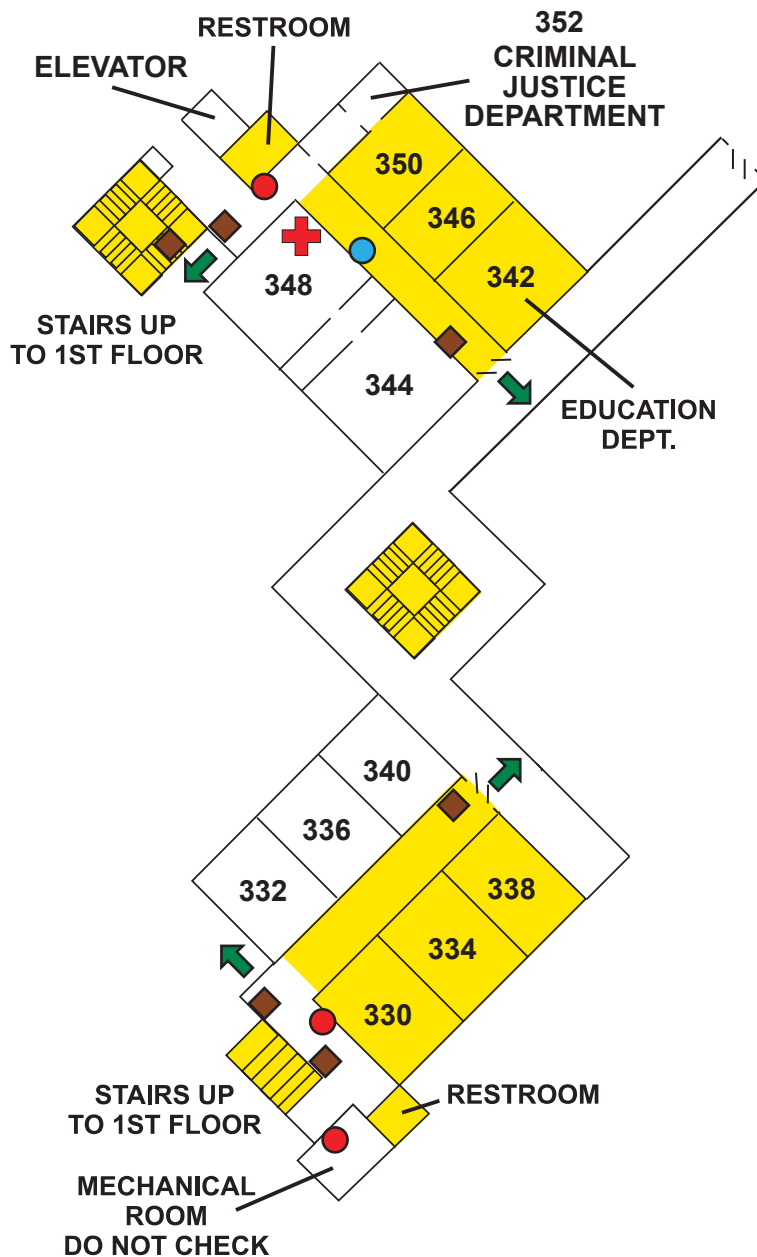 RESTROOM
352
CRIMINAL
JUSTICE
DEPARTMENT
ELEVATOR
350
346
342
348
STAIRS UP
TO 1ST FLOOR
344
EDUCATION
DEPT.
340
336
332
338
334
330
STAIRS UP
TO 1ST FLOOR
RESTROOM
MECHANICAL
ROOM
DO NOT CHECK